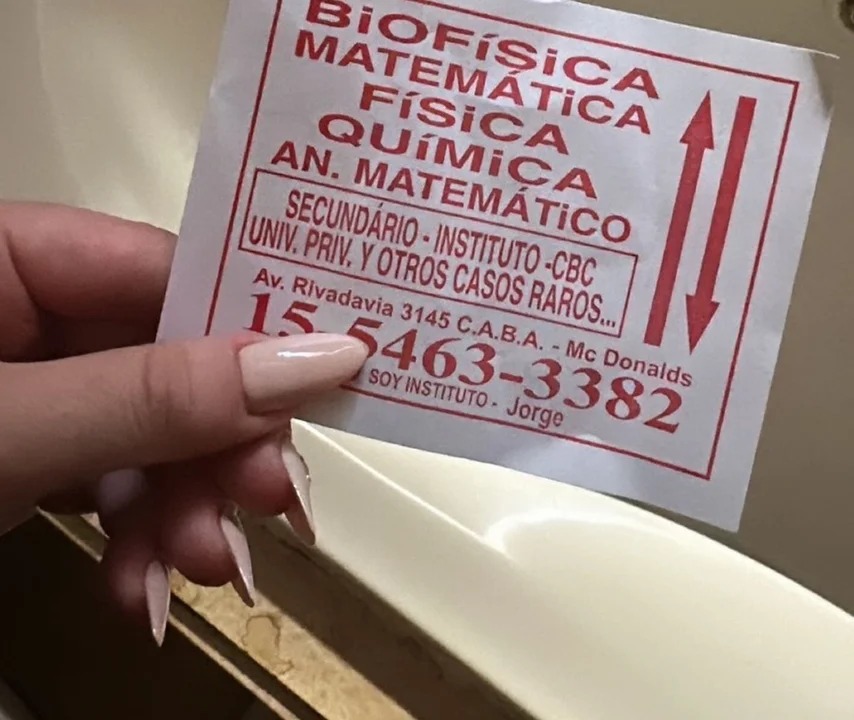 BiOFíSiCA
MATEMÁTiCA
FíSiCA
QUíMiCA
AN. MATEMÁTiCO
SECUNDÁRIO - INSTITUTO -CBC
UNIV. PRIV. Y OTROS CASOS RAROS...
Av. Rivadavia 3145 C.A.B.A. - Mc Donalds
15-5463-3382
SOY INSTITUTO - Jorge